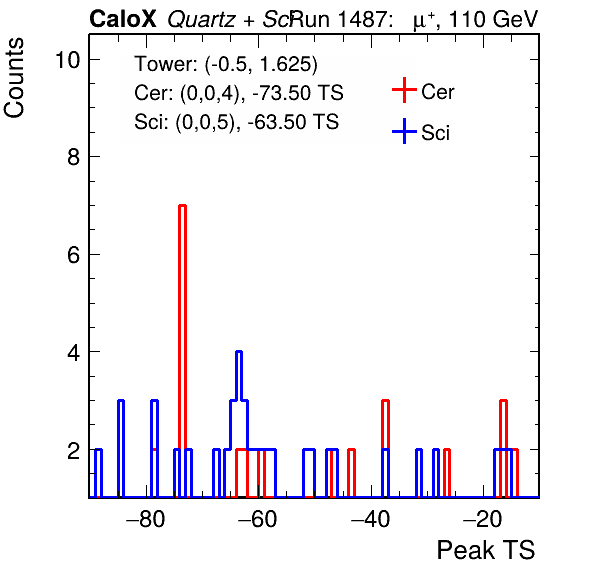 CaloX Quartz + Sci Run 1487: μ+, 110 GeV
Tower: (-0.5, 1.625)
Cer: (0,0,4), -73.50 TS
Sci: (0,0,5), -63.50 TS
Cer
Sci
Counts
10
8
6
4
2
−80 −60 −40 −20
Peak TS